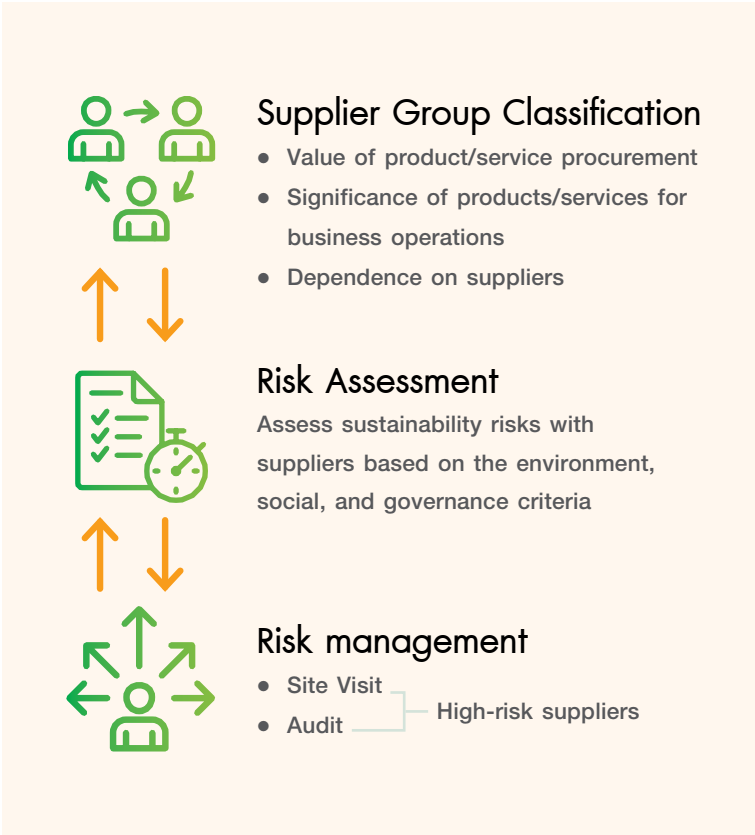 Supplier Group Classification
● Value of product/service procurement
● Significance of products/services for
business operations
● Dependence on suppliers
Risk Assessment
Assess sustainability risks with
suppliers based on the environment,
social, and governance criteria
Risk management
● Site Visit
● Audit
High-risk suppliers